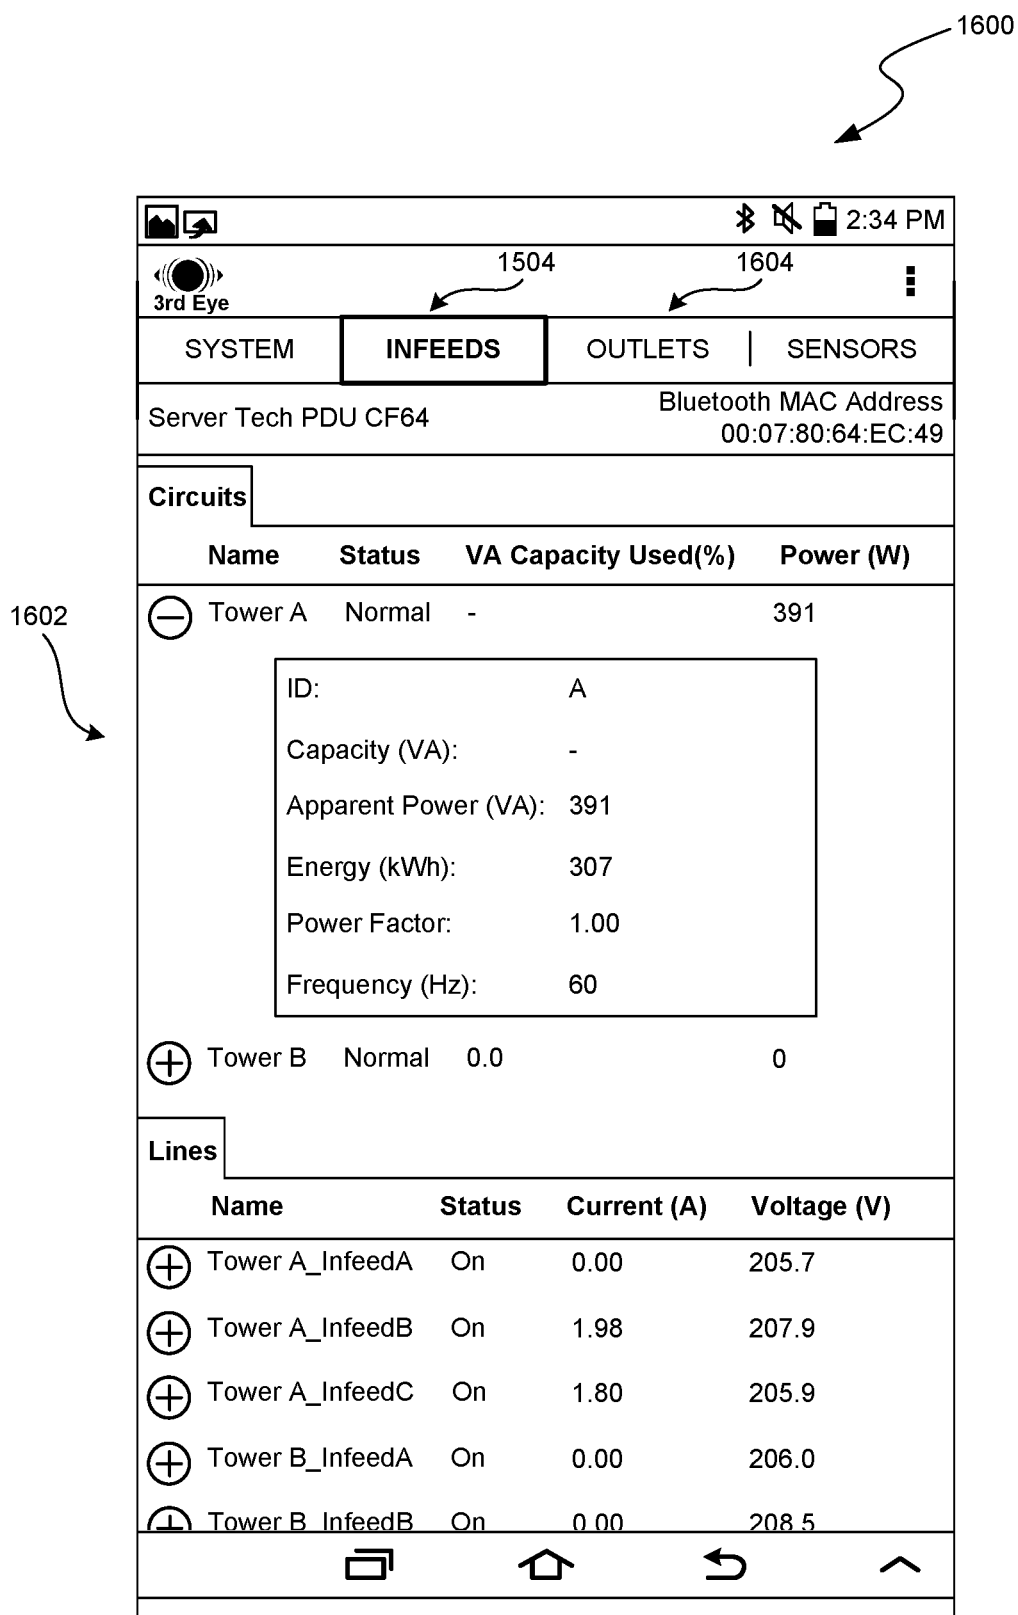 1600
2:34 PM
3rd Eye
1504
1604
SYSTEM INFEEDS OUTLETS SENSORS
Server Tech PDU CF64
Bluetooth MAC Address
00:07:80:64:EC:49
Circuits
Name Status VA Capacity Used(%) Power (W)
1602
Tower A Normal - 391
ID: A
Capacity (VA): -
Apparent Power (VA): 391
Energy (kWh): 307
Power Factor: 1.00
Frequency (Hz): 60
Tower B Normal 0.0 0
Lines
Name Status Current (A) Voltage (V)
Tower A_InfeedA On 0.00 205.7
Tower A_InfeedB On 1.98 207.9
Tower A_InfeedC On 1.80 205.9
Tower B_InfeedA On 0.00 206.0
Tower B_InfeedB On 0.00 208.5